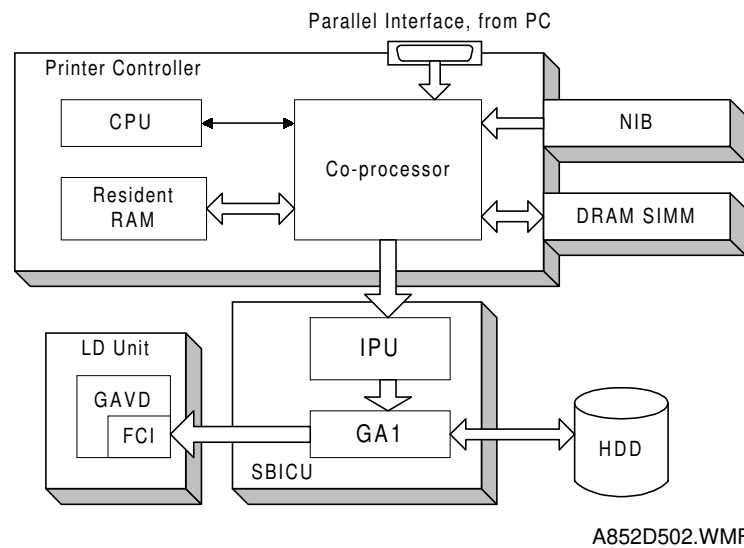 Parallel Interface, from PC
Printer Controller
CPU
NIB
Co-processor
Resident
RAM
DRAM SIMM
IPU
LD Unit
GAVD
FCI
GA1
HDD
SBICU
A852D502.WMF